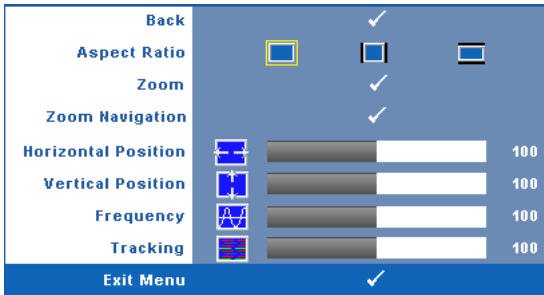 Back
Aspect Ratio
Zoom
Zoom Navigation
Horizontal Position 100
Vertical Position 100
Frequency 100
Tracking 100
Exit Menu